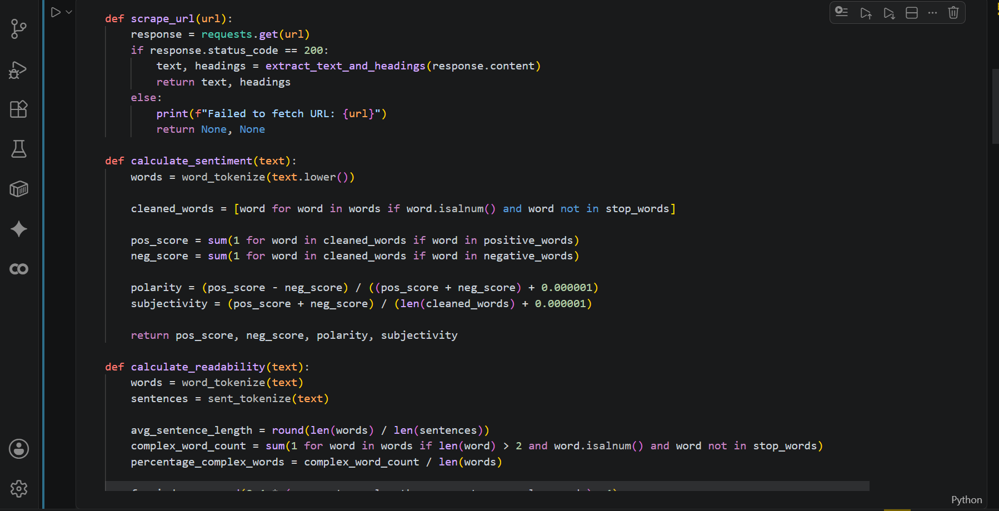 def scrape_url(url):
    response = requests.get(url)
    if response.status_code == 200:
        text, headings = extract_text_and_headings(response.content)
        return text, headings
    else:
        print(f"Failed to fetch URL: {url}")
        return None, None

def calculate_sentiment(text):
    words = word_tokenize(text.lower())

    cleaned_words = [word for word in words if word.isalnum() and word not in stop_words]

    pos_score = sum(1 for word in cleaned_words if word in positive_words)
    neg_score = sum(1 for word in cleaned_words if word in negative_words)

    polarity = (pos_score - neg_score) / ((pos_score + neg_score) + 0.000001)
    subjectivity = (pos_score + neg_score) / (len(cleaned_words) + 0.000001)

    return pos_score, neg_score, polarity, subjectivity

def calculate_readability(text):
    words = word_tokenize(text)
    sentences = sent_tokenize(text)

    avg_sentence_length = round(len(words) / len(sentences))
    complex_word_count = sum(1 for word in words if len(word) > 2 and word.isalnum() and word not in stop_words)
    percentage_complex_words = complex_word_count / len(words)

Python